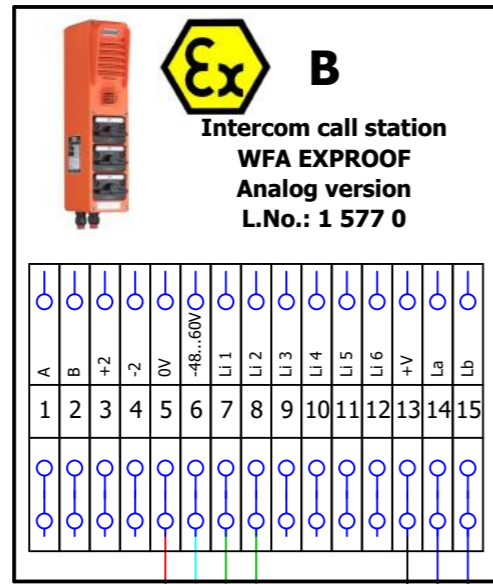 Ex
B
Intercom call station
WFA EXPROOF
Analog version
L.No.: 1 577 0
A B +2 -2 0V -48...60V Li 1 Li 2 Li 3 Li 4 Li 5 Li 6 +V La Lb
1 2 3 4 5 6 7 8 9 10 11 12 13 14 15